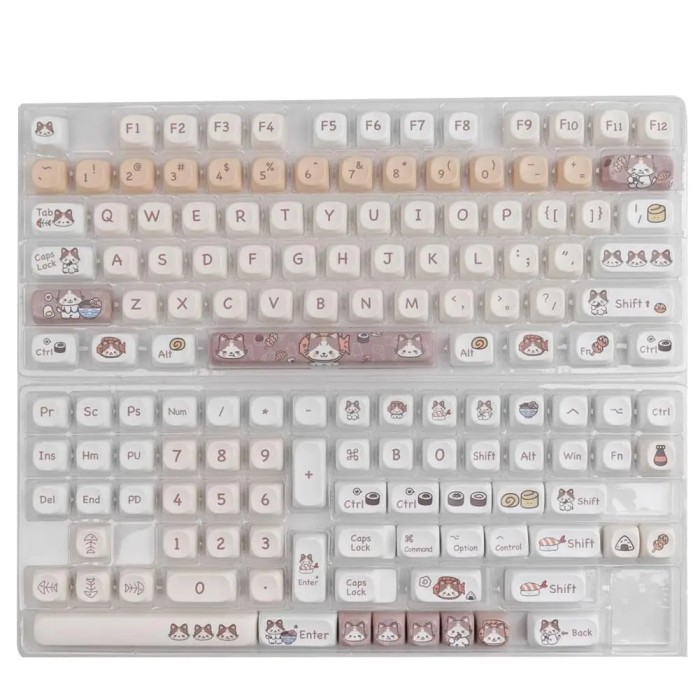 F1 F2 F3 F4 F5 F6 F7 F8 F9 F10 F11 F12
~ ` ! 1 @ 2 # 3 $ 4 % 5 ^ 6 & 7 * 8 ( 9 ) 0 _ - + =
Tab Q W E R T Y U I O P { [ ] } | /
Caps Lock A S D F G H J K L : ; " ,
Z X C V B N M < , > . ? / Shift ↑
Ctrl Alt Alt Fn Ctrl
Pr Sc Ps Num / * - ^ ⌥ Ctrl
Ins Hm PU 7 8 9 + ⌘ B O Shift Alt Win Fn
Del End PD 4 5 6 Ctrl Ctrl Shift
1 2 3 Enter Caps Lock ⌘ Command ⌥ Option ^ Control Shift
0 . Caps Lock Shift
Enter ← Back